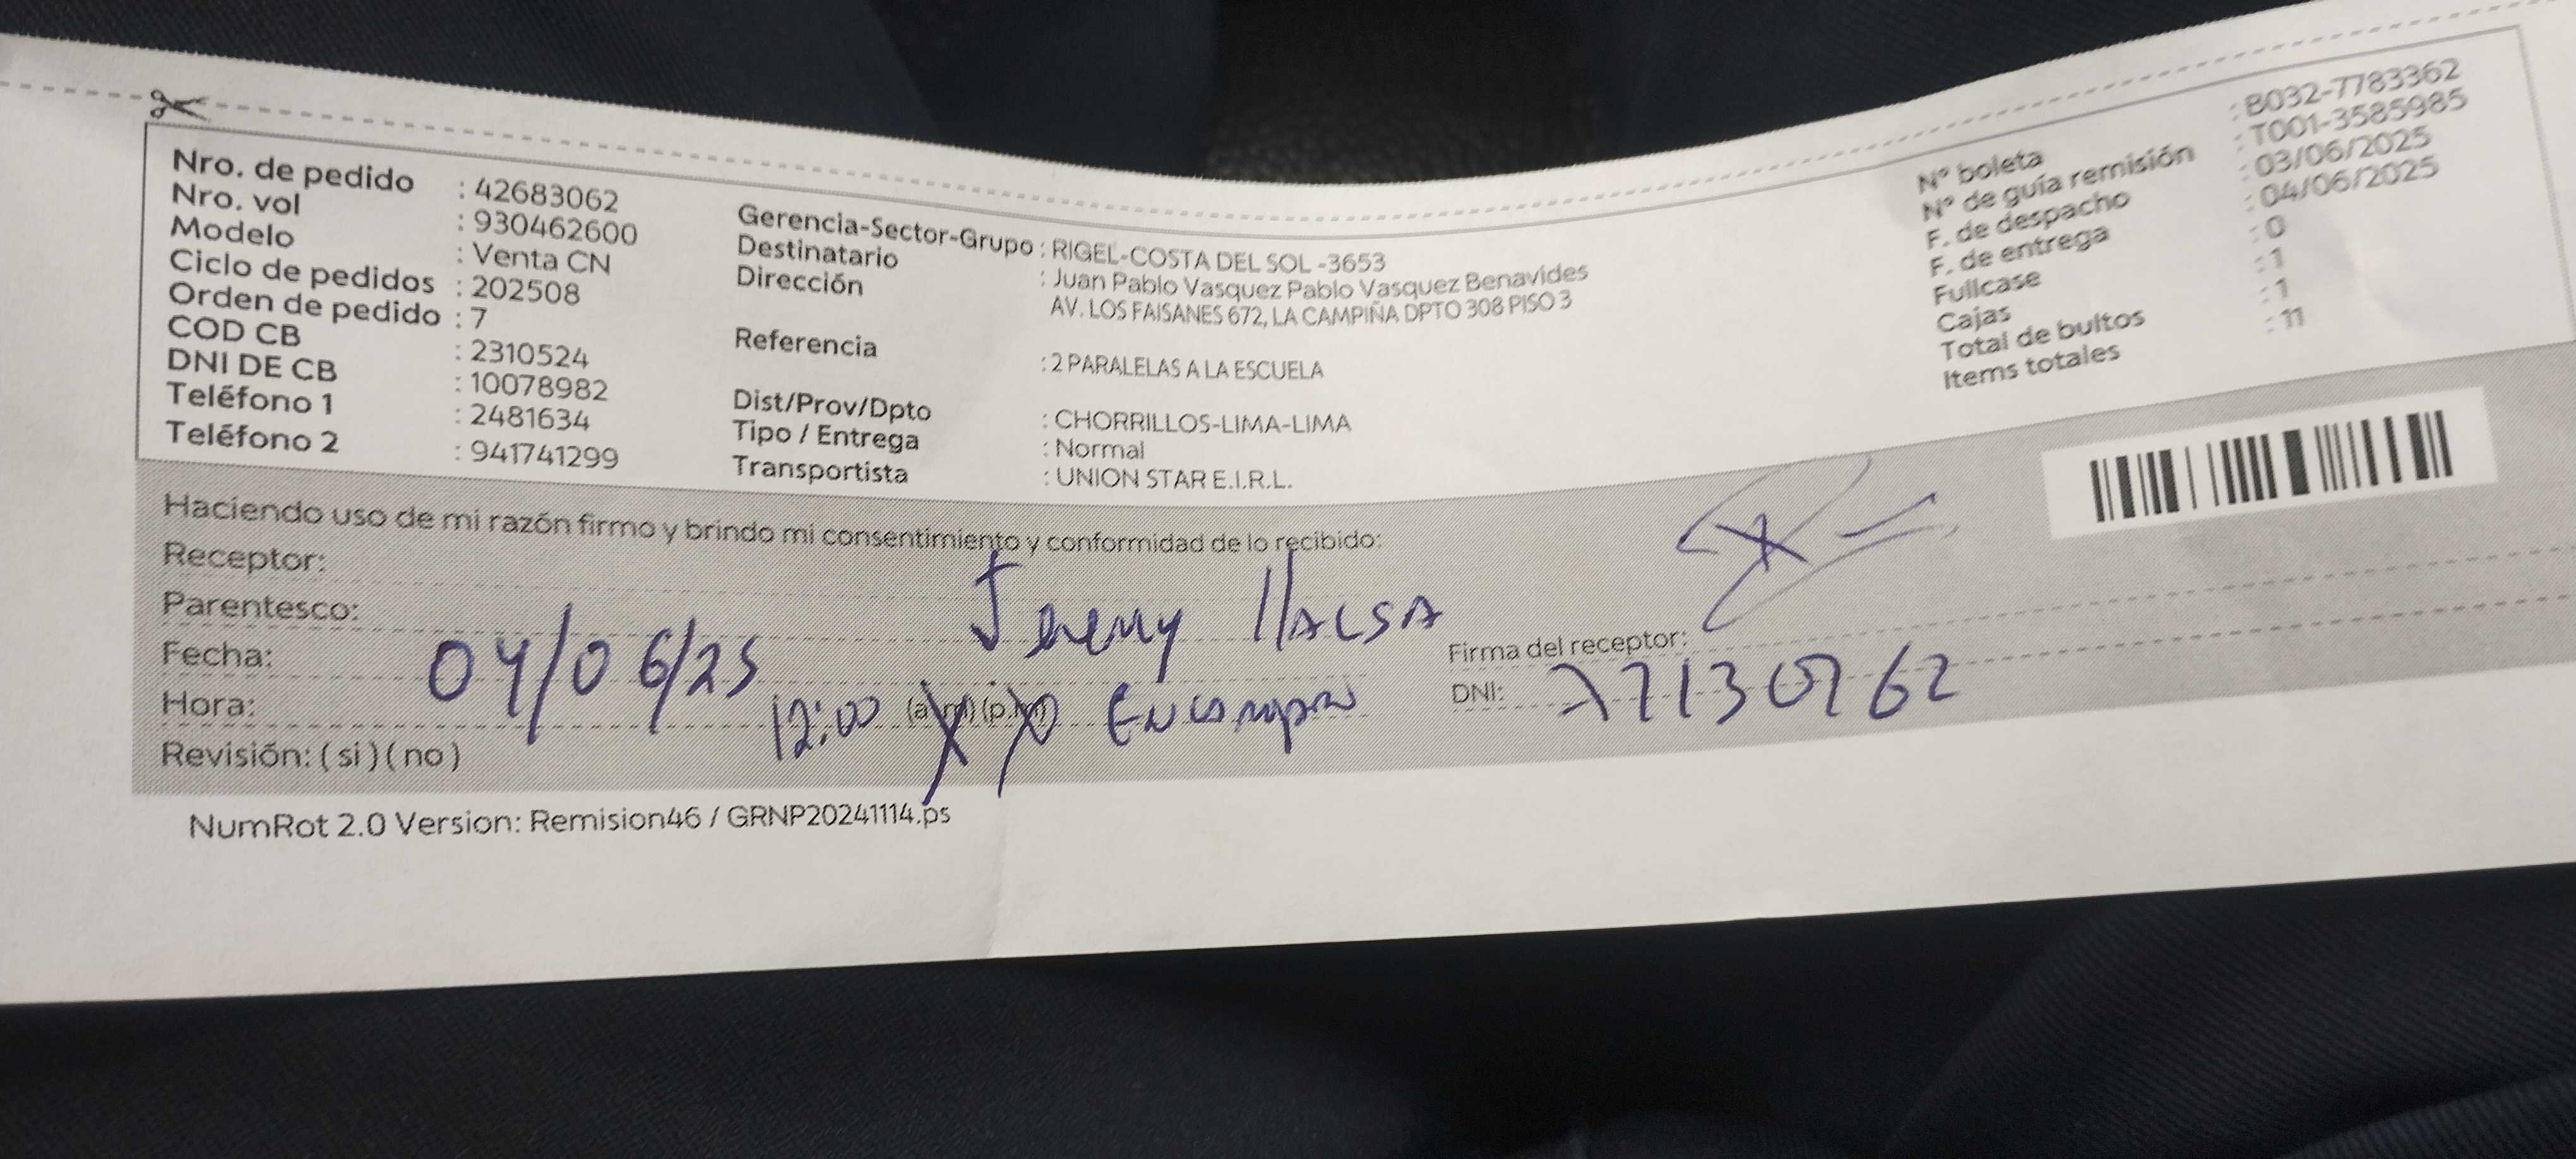 Nro. de pedido : 42683062
Nro. vol : 930462600
Modelo : Venta CN
Ciclo de pedidos : 202508
Orden de pedido : 7
COD CB : 2310524
DNI DE CB : 10078982
Teléfono 1 : 2481634
Teléfono 2 : 941741299
Gerencia-Sector-Grupo : RIGEL-COSTA DEL SOL -3653
Destinatario : Juan Pablo Vasquez Pablo Vasquez Benavides
Dirección AV. LOS FAISANES 672, LA CAMPIÑA DPTO 308 PISO 3
Referencia : 2 PARALELAS A LA ESCUELA
Dist/Prov/Dpto : CHORRILLOS-LIMA-LIMA
Tipo / Entrega : Normal
Transportista : UNION STAR E.I.R.L.
N° boleta : B032-7783362
N° de guía remisión : T001-3585985
F. de despacho : 03/06/2025
F. de entrega : 04/06/2025
Fullcase : 0
Cajas : 1
Total de bultos : 1
Items totales : 11
Haciendo uso de mi razón firmo y brindo mi consentimiento y conformidad de lo recibido:
Receptor:
Parentesco: Jeremy
Fecha: 04/06/25
Hora: 12:00 (a.m) (p.m)
Revisión: ( si ) ( no )
Firma del receptor:
DNI:
NumRot 2.0 Version: Remision46 / GRNP20241114.ps